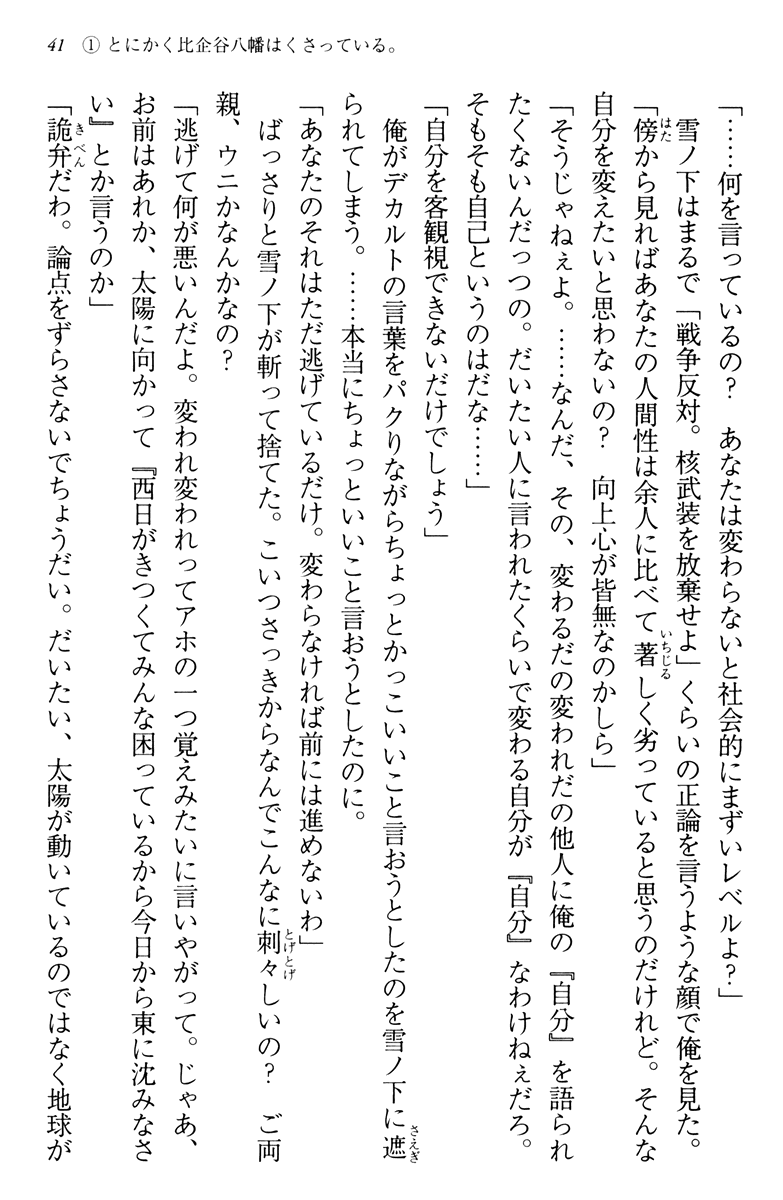 41 ① とにかく比企谷八幡はくさっている。
「……何を言っているの？　あなたは変わらないと社会的にまずいレベルよ？」
　雪ノ下はまるで「戦争反対。核武装を放棄せよ」くらいの正論を言うような顔で俺を見た。
「傍から見ればあなたの人間性は余人に比べて著しく劣っていると思うのだけれど。そんな
自分を変えたいと思わないの？　向上心が皆無なのかしら」
「そうじゃねぇよ。……なんだ、その、変わるだの変われだの他人に俺の『自分』を語られ
たくないんだっつの。だいたい人に言われたくらいで変わる自分が『自分』なわけねぇだろ。
そもそも自己というのはだな……」
「自分を客観視できないだけでしょう」
　俺がデカルトの言葉をパクりながらちょっとかっこいいこと言おうとしたのを雪ノ下に遮
られてしまう。……本当にちょっといいこと言おうとしたのに。
「あなたのそれはただ逃げているだけ。変わらなければ前には進めないわ」
　ばっさりと雪ノ下が斬って捨てた。こいつさっきからなんでこんなに刺々しいの？　ご両
親、ウニかなんかなの？
「逃げて何が悪いんだよ。変われ変われってアホの一つ覚えみたいに言いやがって。じゃあ、
お前はあれか、太陽に向かって『西日がきつくてみんな困っているから今日から東に沈みなさ
い』とか言うのか」
「詭弁だわ。論点をずらさないでちょうだい。だいたい、太陽が動いているのではなく地球が
はた
いちじる
さえぎ
とげとげ
きべん